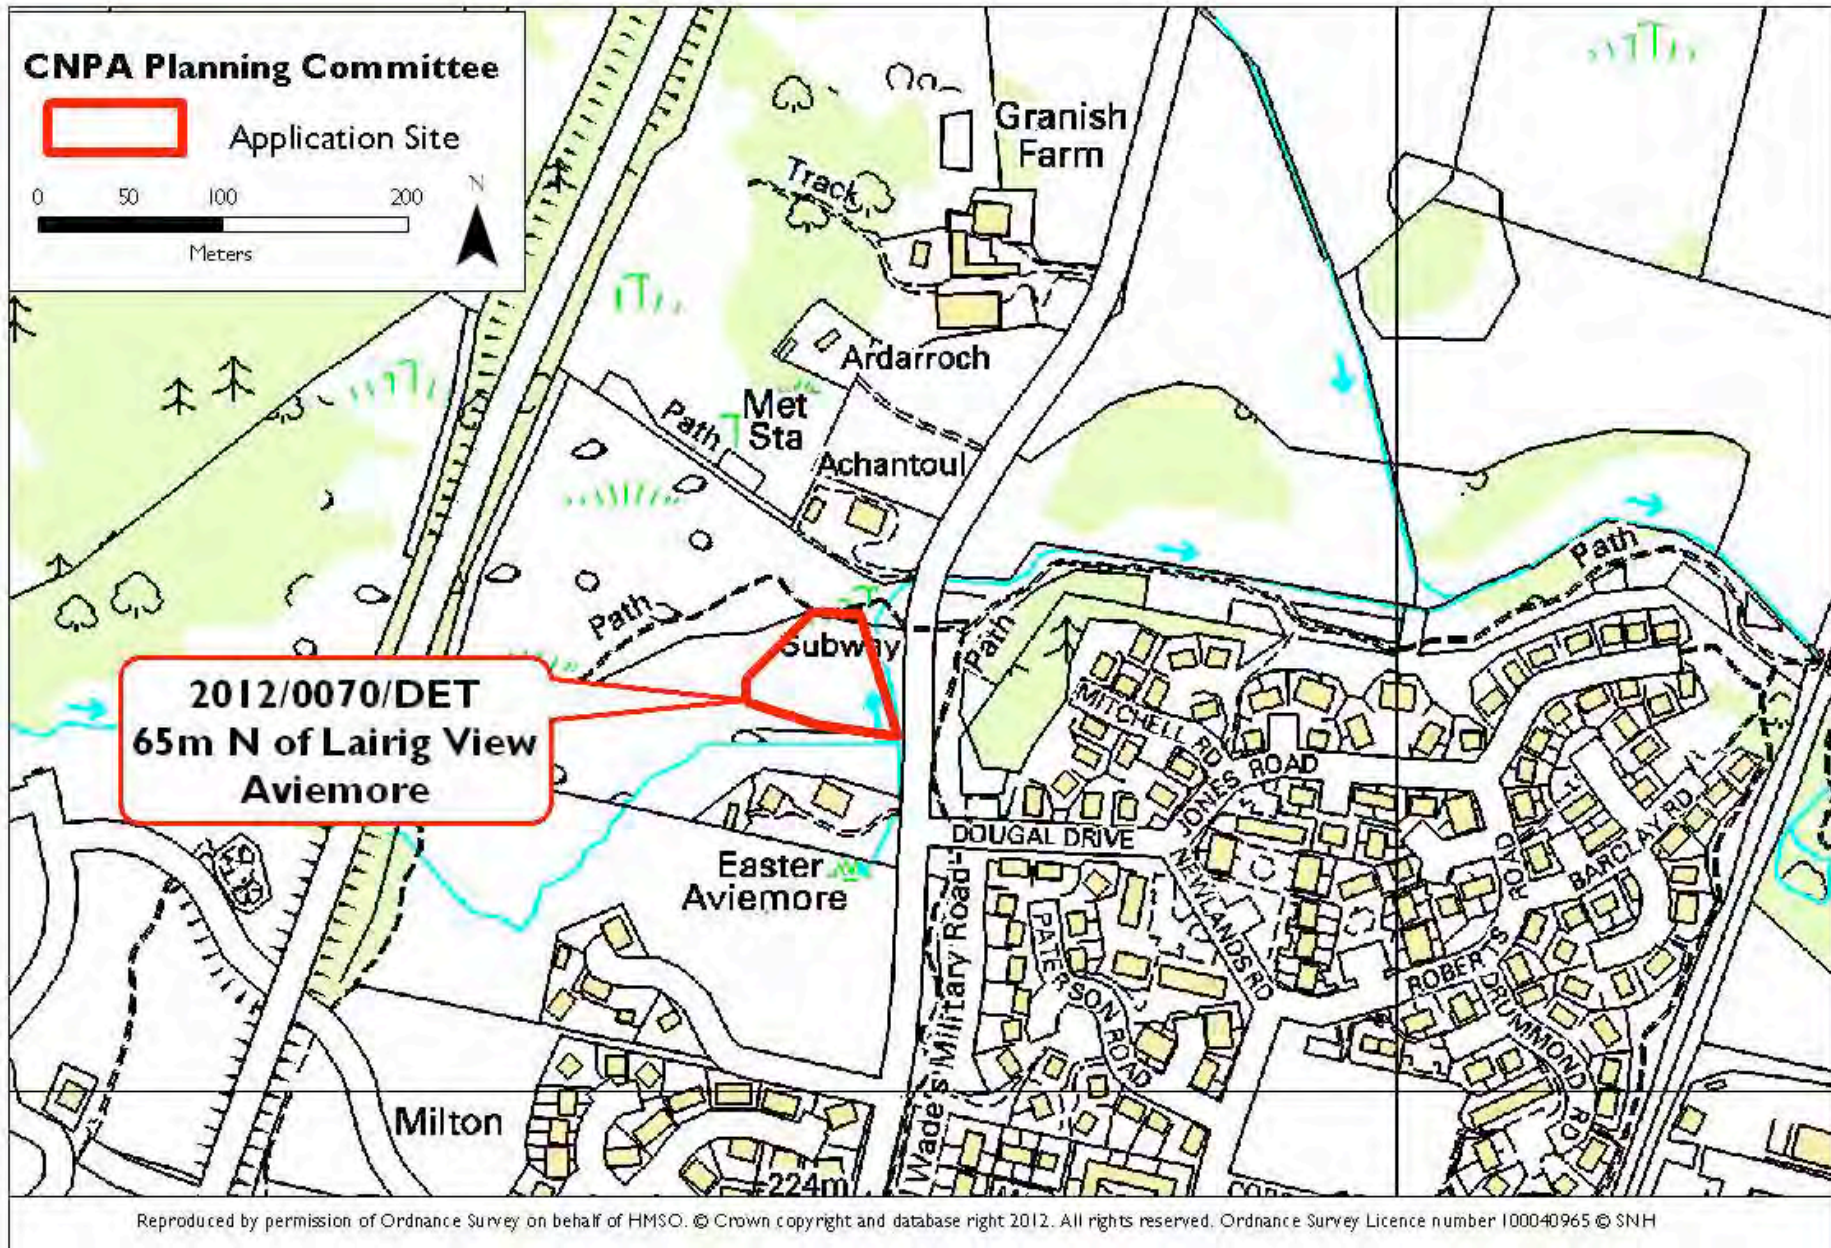 CNPA Planning Committee
Application Site
0 50 100 200
N
Meters
Granish
Farm
Track
Ardarroch
Met
Sta
Path
Achantoul
Path
Path
Path
Subway
2012/0070/DET
65m N of Lairig View
Aviemore
MITCHELL RD
JONES ROAD
DOUGAL DRIVE
Easter
Aviemore
NEWLANDS RD
BARCLAY RD
ROAD
ROBERTS
PATERSON ROAD
DRUMMOND RD
Wade's Military Road
Milton
224m
Reproduced by permission of Ordnance Survey on behalf of HMSO. © Crown copyright and database right 2012. All rights reserved. Ordnance Survey Licence number 100040965 © SNH